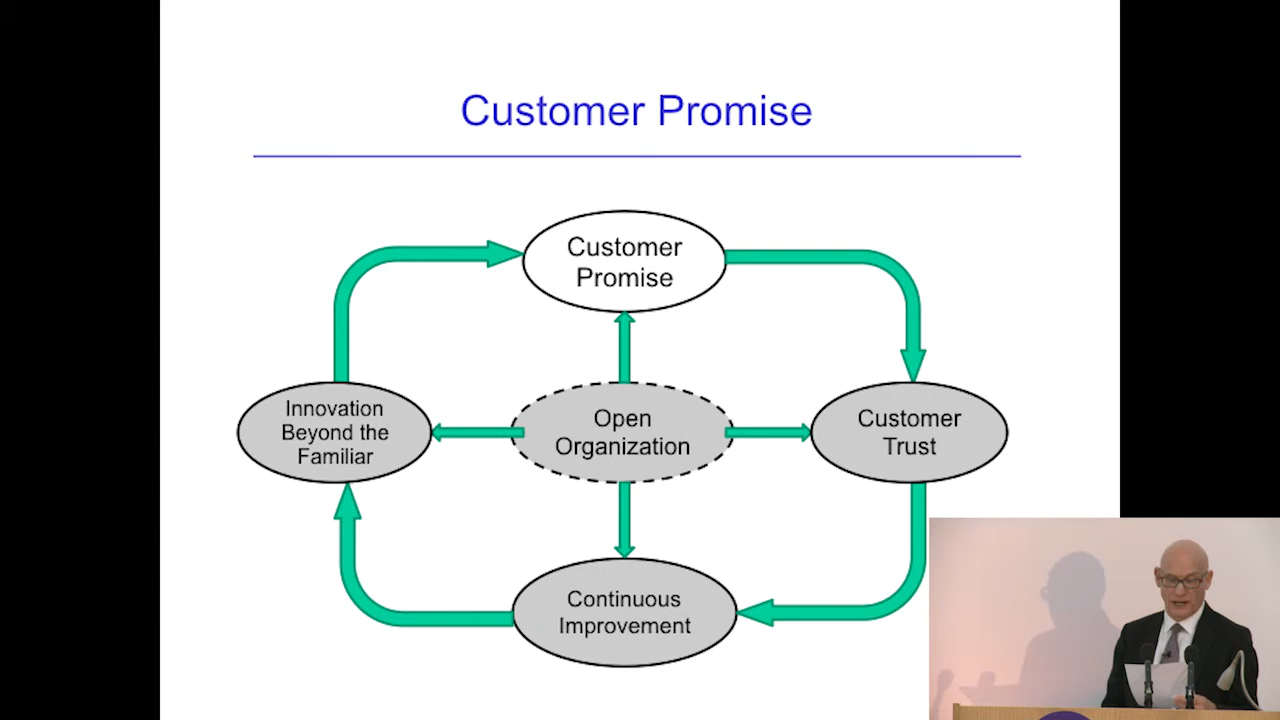 Customer Promise
Customer
Promise
Innovation
Beyond the
Familiar
Open
Organization
Customer
Trust
Continuous
Improvement